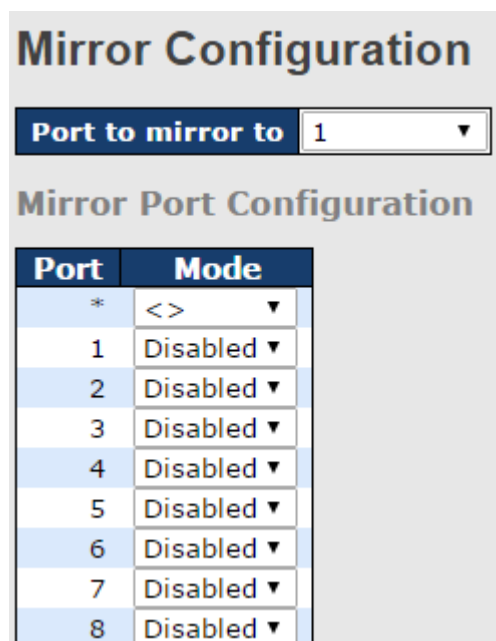 Mirror Configuration
Port to mirror to 1
Mirror Port Configuration
Port Mode
* <>
1 Disabled
2 Disabled
3 Disabled
4 Disabled
5 Disabled
6 Disabled
7 Disabled
8 Disabled